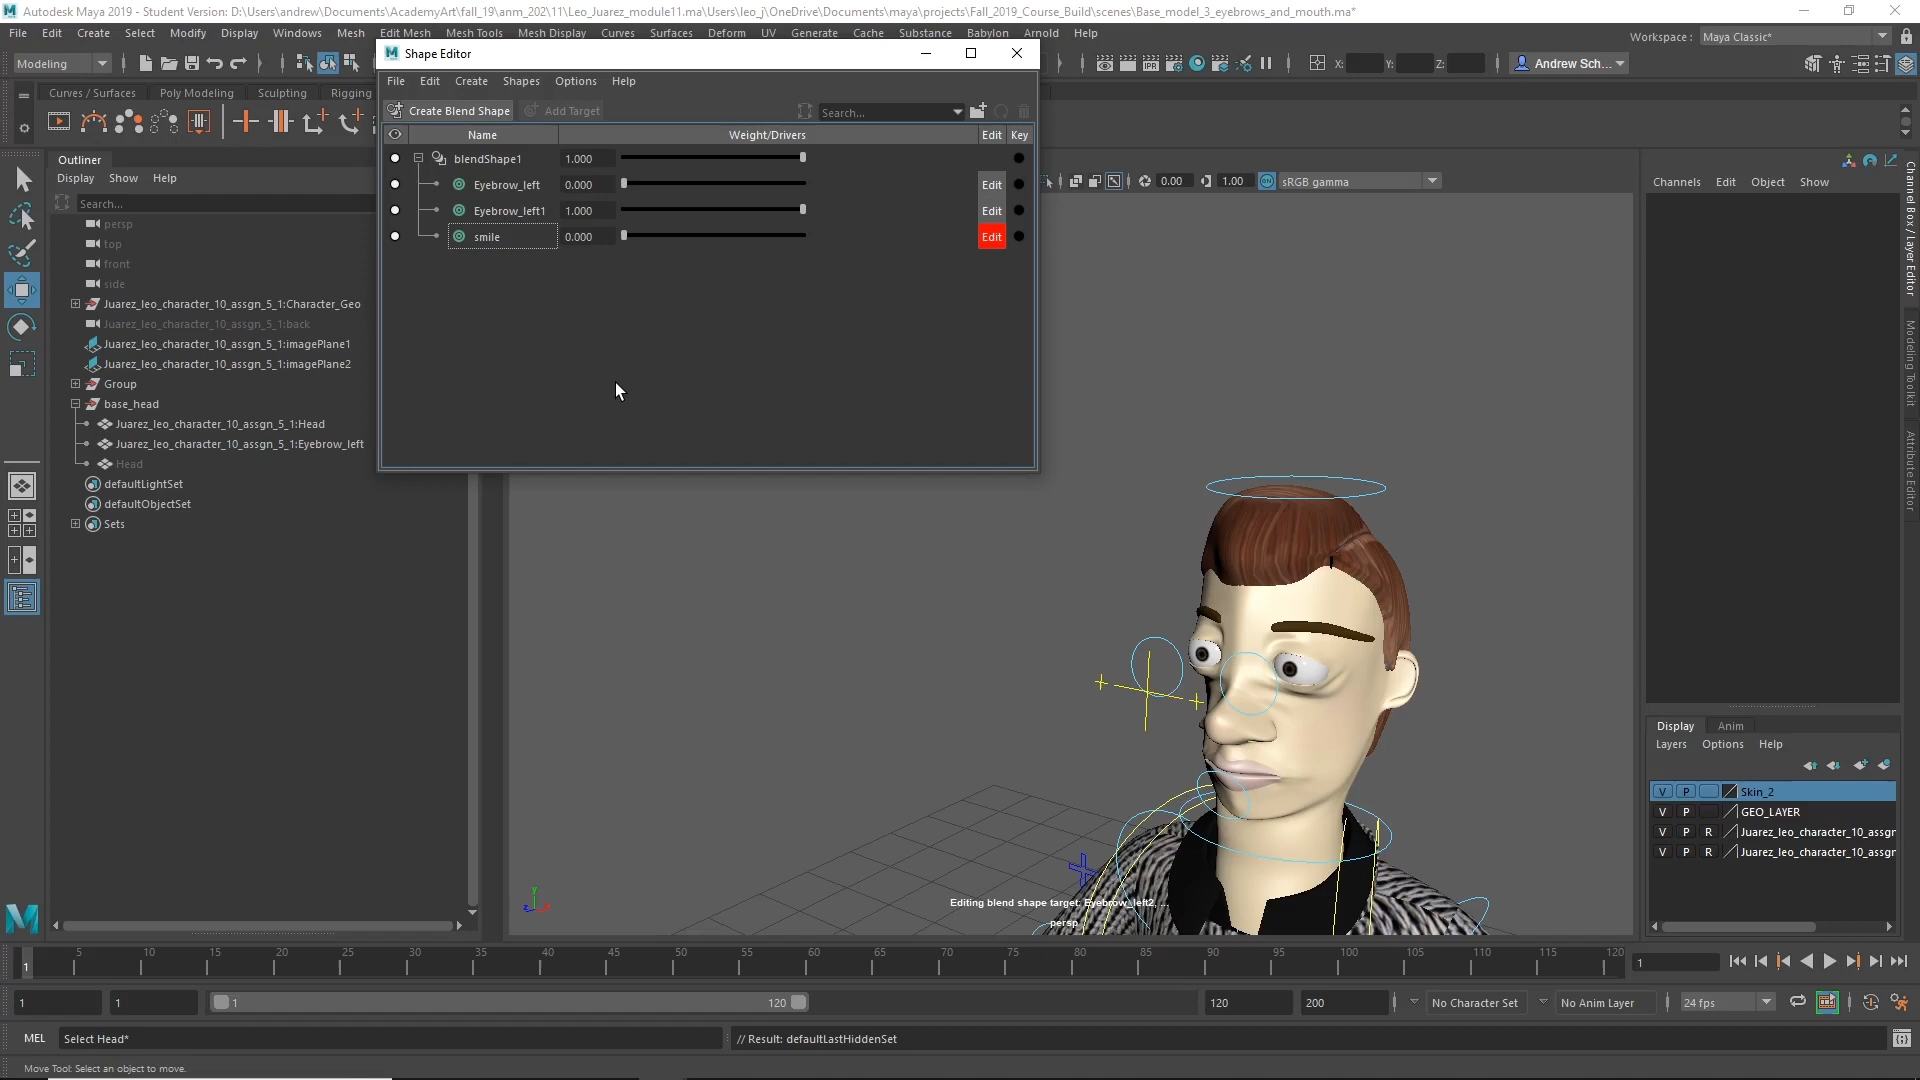 Autodesk Maya 2019 - Student Version: D:\Users\andrew\Documents\AcademyArt\fall_19\anm_202\11\Leo_Juarez_module11.ma\Users\leo_j\OneDrive\Documents\maya\projects\Fall_2019_Course_Build\scenes\Base_model_3_eyebrows_and_mouth.ma*
File Edit Create Select Modify Display Windows Mesh Edit Mesh Mesh Tools Mesh Display Curves Surfaces Deform UV Generate Cache Substance Babylon Arnold Help
Workspace : Maya Classic*
Modeling
X: Y: Z:
Andrew Sch...
Curves / Surfaces Poly Modeling Sculpting Rigging
Shape Editor
File Edit Create Shapes Options Help
Create Blend Shape Add Target Search...
Name Weight/Drivers Edit Key
blendShape1 1.000
Eyebrow_left 0.000 Edit
Eyebrow_left1 1.000 Edit
smile 0.000 Edit
Outliner
Display Show Help
Search...
persp
top
front
side
Juarez_leo_character_10_assgn_5_1:Character_Geo
Juarez_leo_character_10_assgn_5_1:back
Juarez_leo_character_10_assgn_5_1:imagePlane1
Juarez_leo_character_10_assgn_5_1:imagePlane2
Group
base_head
Juarez_leo_character_10_assgn_5_1:Head
Juarez_leo_character_10_assgn_5_1:Eyebrow_left
Head
defaultLightSet
defaultObjectSet
Sets
0.00 1.00 ON sRGB gamma
Editing blend shape target: Eyebrow_left2, ...
persp
y
z x
Channels Edit Object Show
Channel Box / Layer Editor
Modeling Toolkit
Attribute Editor
Display Anim
Layers Options Help
V P Skin_2
V P GEO_LAYER
V P R Juarez_leo_character_10_assgr
V P R Juarez_leo_character_10_assgr
1 5 10 15 20 25 30 35 40 45 50 55 60 65 70 75 80 85 90 95 100 105 110 115 120
1
1 1 1 120 120 200 No Character Set No Anim Layer 24 fps
MEL Select Head* // Result: defaultLastHiddenSet
Move Tool: Select an object to move.